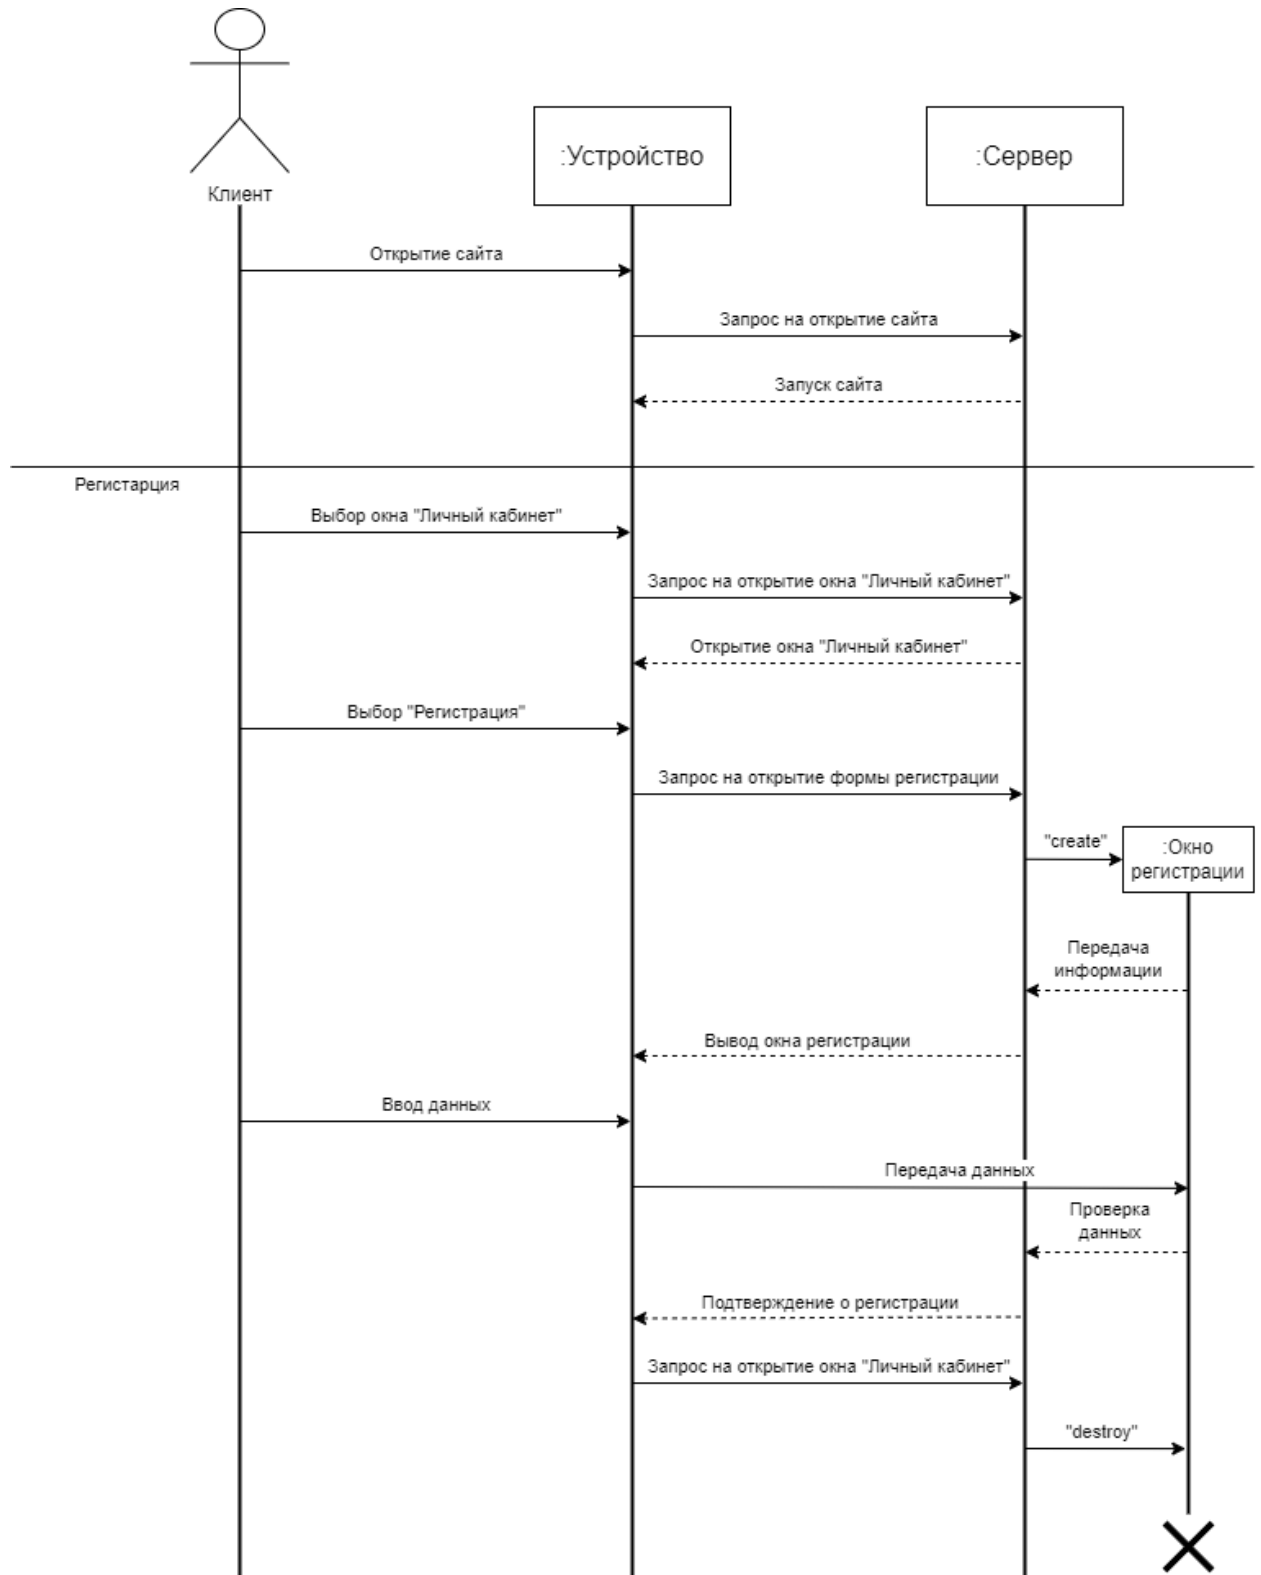 Клиент
:Устройство
:Сервер
Открытие сайта
Запрос на открытие сайта
Запуск сайта
Регистарция
Выбор окна "Личный кабинет"
Запрос на открытие окна "Личный кабинет"
Открытие окна "Личный кабинет"
Выбор "Регистрация"
Запрос на открытие формы регистрации
"create"
:Окно
регистрации
Передача
информации
Вывод окна регистрации
Ввод данных
Передача данных
Проверка
данных
Подтверждение о регистрации
Запрос на открытие окна "Личный кабинет"
"destroy"